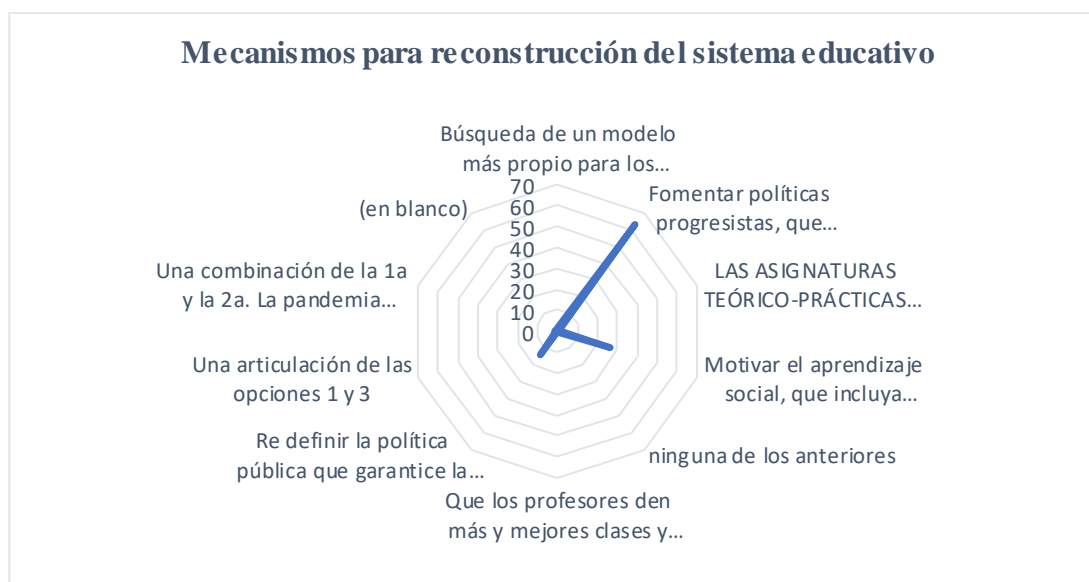 Mecanismos para reconstrucción del sistema educativo
Búsqueda de un modelo
más propio para los…
Fomentar políticas
progresistas, que…
LAS ASIGNATURAS
TEÓRICO-PRÁCTICAS…
Motivar el aprendizaje
social, que incluya…
ninguna de los anteriores
Que los profesores den
más y mejores clases y…
Re definir la política
pública que garantice la…
Una articulación de las
opciones 1 y 3
Una combinación de la 1a
y la 2a. La pandemia…
(en blanco)
70
60
50
40
30
20
10
0